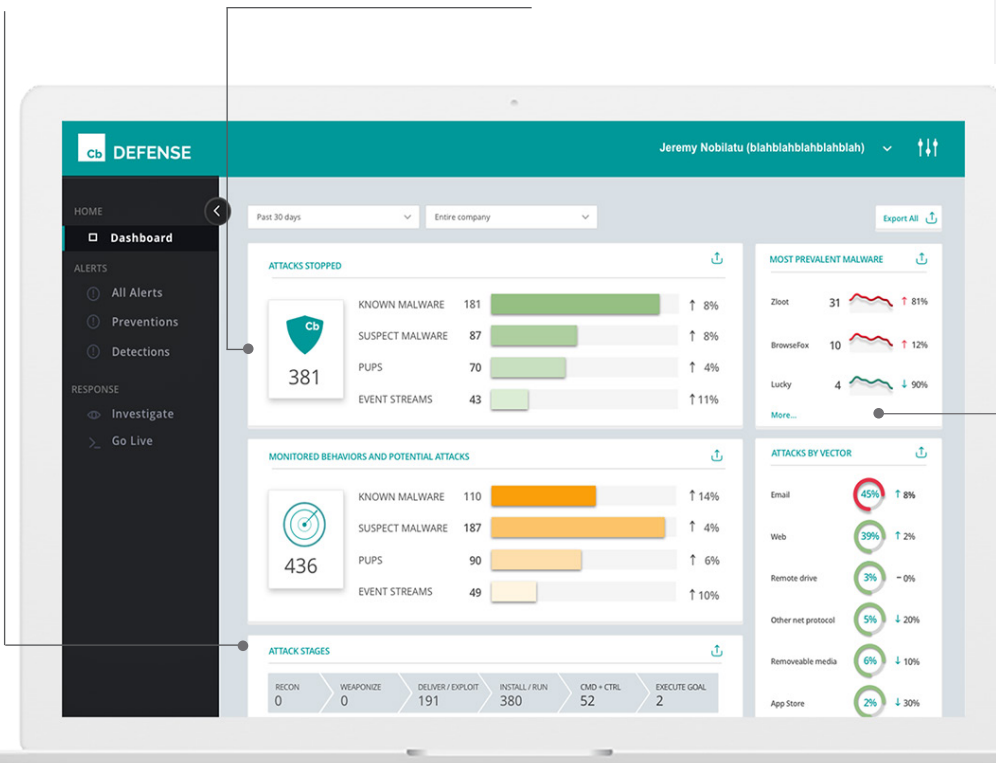 Cb DEFENSE
Jeremy Nobilatu (blahblahblahblahblah)
HOME
Dashboard
ALERTS
All Alerts
Preventions
Detections
RESPONSE
Investigate
>_ Go Live
Past 30 days
Entire company
Export All
ATTACKS STOPPED
Cb
381
KNOWN MALWARE 181 ↑ 8%
SUSPECT MALWARE 87 ↑ 8%
PUPS 70 ↑ 4%
EVENT STREAMS 43 ↑11%
MONITORED BEHAVIORS AND POTENTIAL ATTACKS
436
KNOWN MALWARE 110 ↑14%
SUSPECT MALWARE 187 ↑ 4%
PUPS 90 ↑ 6%
EVENT STREAMS 49 ↑10%
ATTACK STAGES
RECON WEAPONIZE DELIVER / EXPLOIT INSTALL / RUN CMD + CTRL EXECUTE GOAL
0 0 191 380 52 2
MOST PREVALENT MALWARE
Zloot 31 ↑ 81%
BrowseFox 10 ↑ 12%
Lucky 4 ↓ 90%
More...
ATTACKS BY VECTOR
Email 45% ↑ 8%
Web 39% ↑ 2%
Remote drive 3% – 0%
Other net protocol 5% ↓ 20%
Removeable media 6% ↓ 10%
App Store 2% ↓ 30%